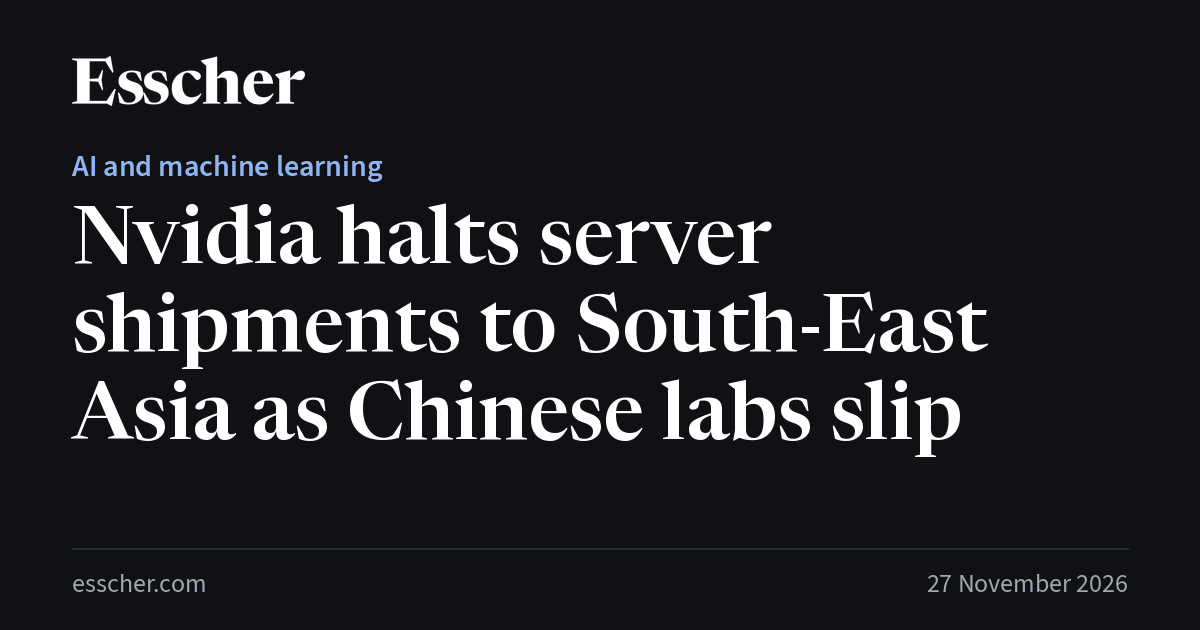 Esscher
AI and machine learning
Nvidia halts server
shipments to South-East
Asia as Chinese labs slip
esscher.com
27 November 2026